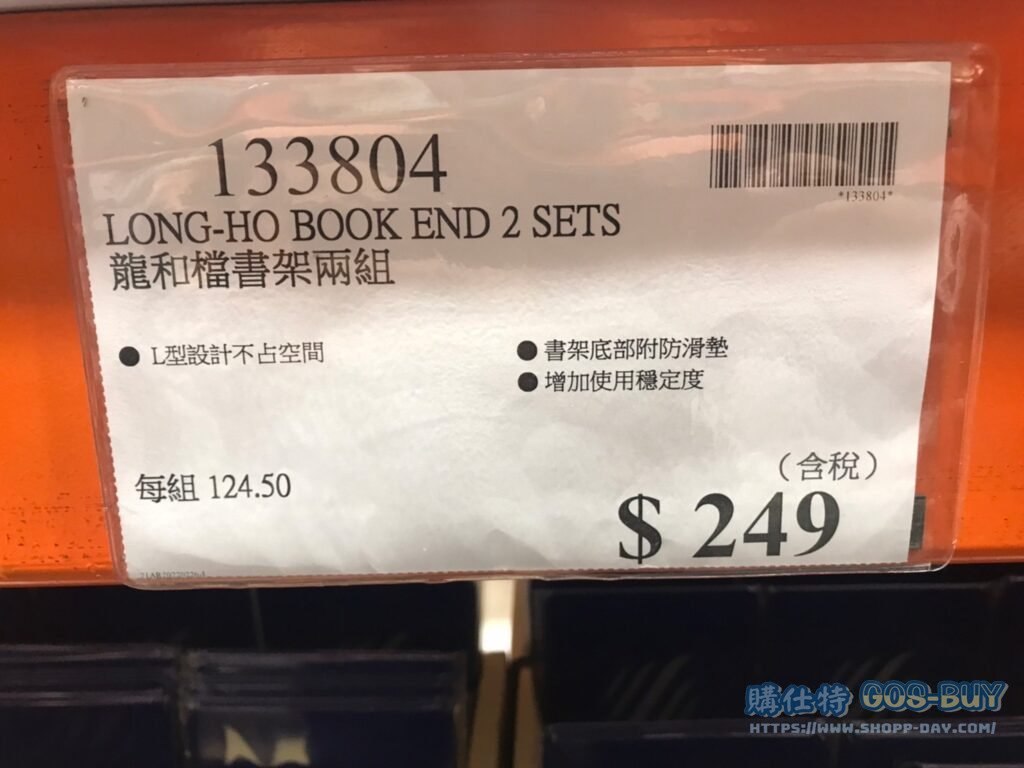 133804
*133804*
LONG-HO BOOK END 2 SETS
龍和檔書架兩組
● L型設計不占空間
● 書架底部附防滑墊
● 增加使用穩定度
每組 124.50
（含稅）
$ 249
購仕特 GOS-BUY
HTTPS://WWW.SHOPP-DAY.COM/